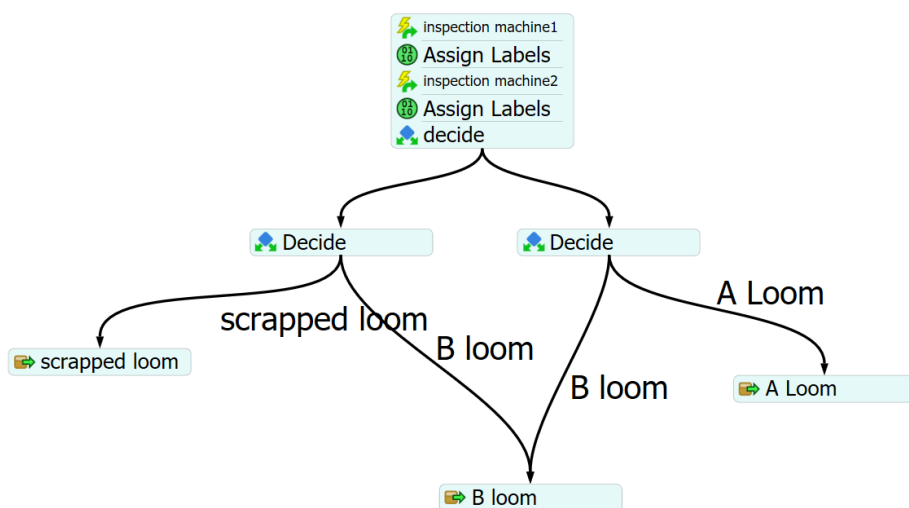 inspection machine1
Assign Labels
inspection machine2
Assign Labels
decide
Decide
Decide
A Loom
scrapped loom
B loom
B loom
scrapped loom
A Loom
B loom